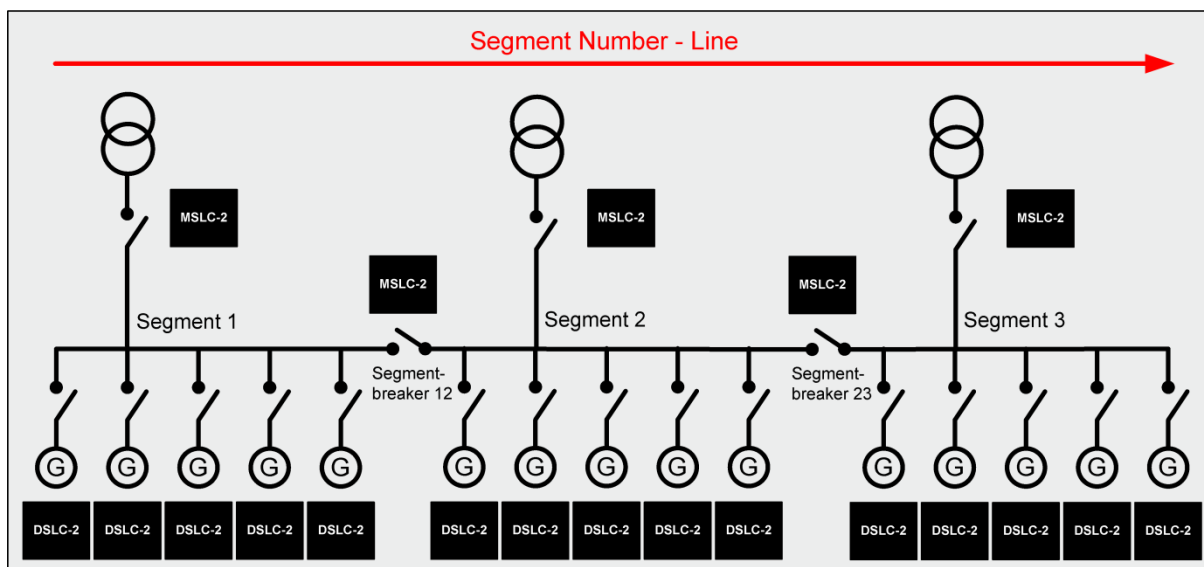 Segment Number - Line
MSLC-2
MSLC-2
MSLC-2
MSLC-2
MSLC-2
Segment 1
Segment 2
Segment 3
Segment-
breaker 12
Segment-
breaker 23
G G G G G G G G G G G G G G G
DSLC-2 DSLC-2 DSLC-2 DSLC-2 DSLC-2 DSLC-2 DSLC-2 DSLC-2 DSLC-2 DSLC-2 DSLC-2 DSLC-2 DSLC-2 DSLC-2 DSLC-2